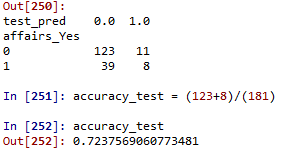 Out[250]:
test_pred 0.0 1.0
affairs_Yes
0 123 11
1 39 8
In [251]: accuracy_test = (123+8)/(181)
In [252]: accuracy_test
Out[252]: 0.7237569060773481